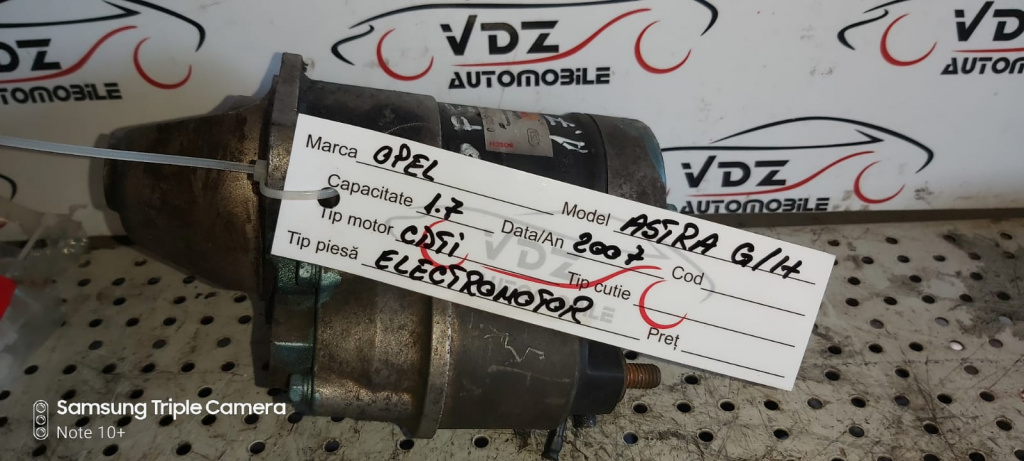 VDZ
AUTOMOBILE
VDZ
AUTOMOBILE
VDZ
AUTOMOBILE
VDZ
AUTOMOBILE
BOSCH
Marca OPEL Model ASTRA G/H
Capacitate 1.7 Data/An 2007 Cod
Tip motor CDTi Tip cutie
Tip piesă ELECTROMOTOR Preț
Samsung Triple Camera
Note 10+